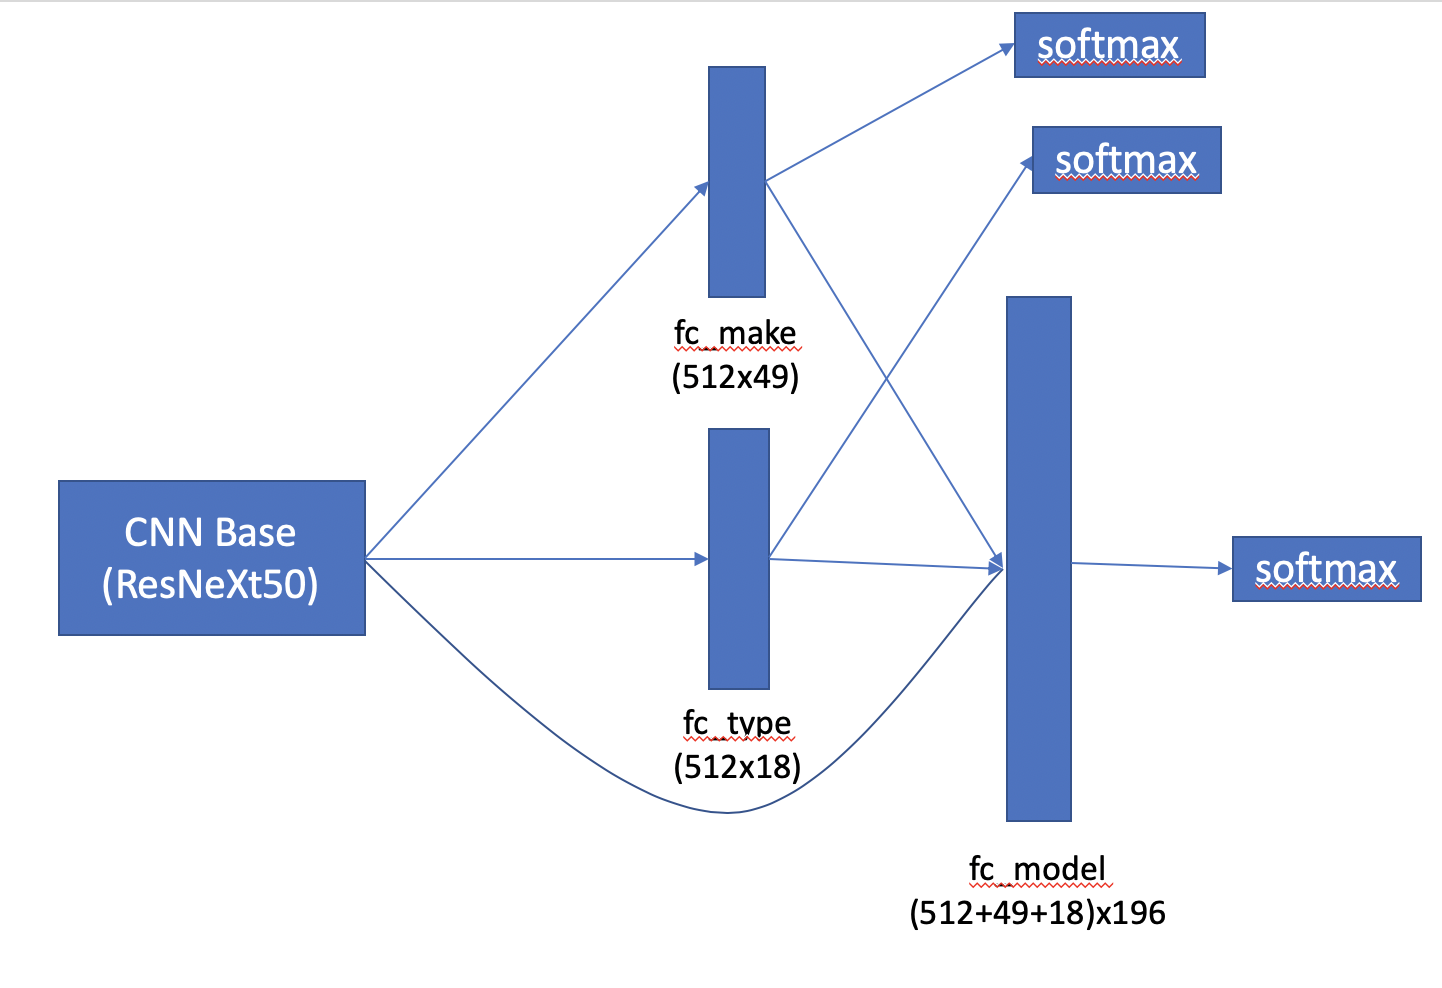 softmax
softmax
fc_make
(512x49)
CNN Base
(ResNeXt50)
softmax
fc_type
(512x18)
fc_model
(512+49+18)x196